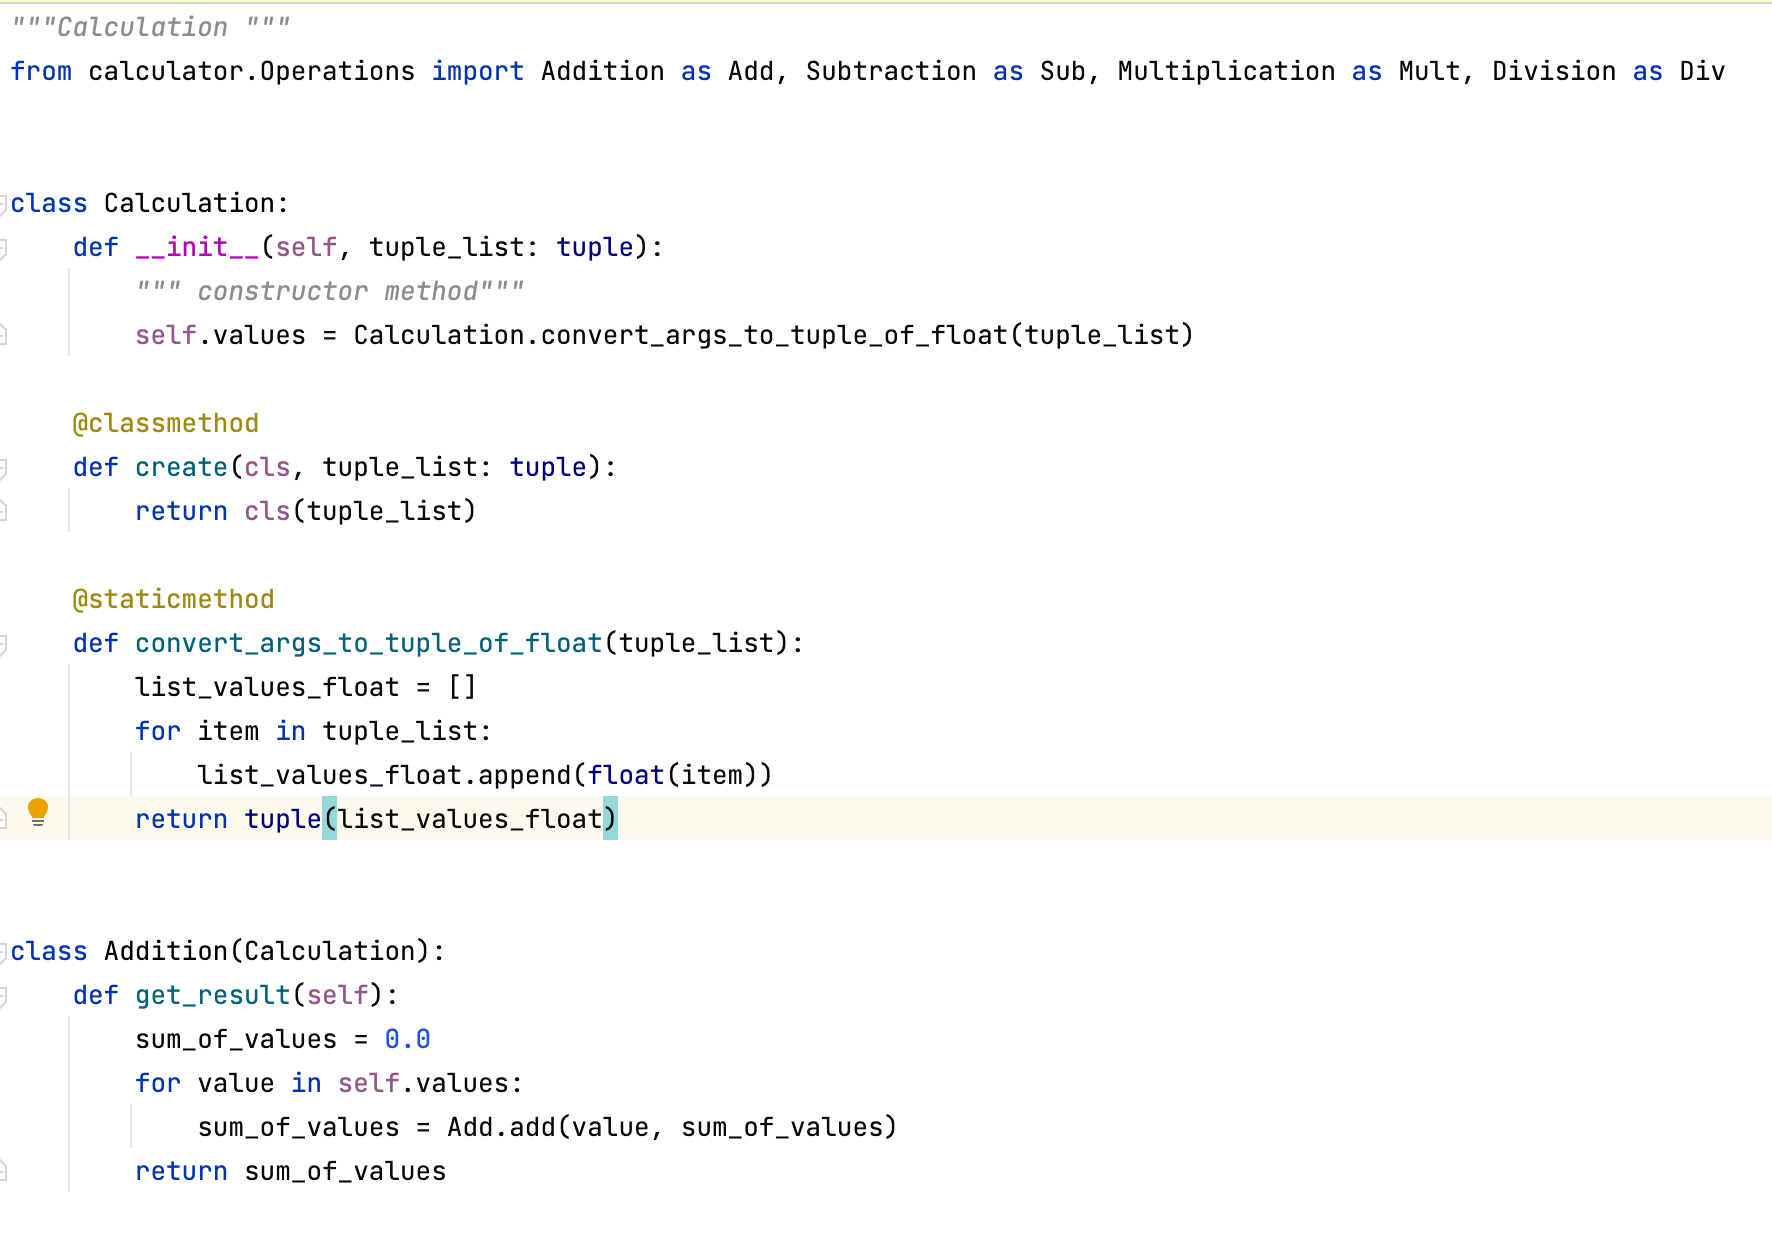 """Calculation """
from calculator.Operations import Addition as Add, Subtraction as Sub, Multiplication as Mult, Division as Div
class Calculation:
    def __init__(self, tuple_list: tuple):
        """ constructor method"""
        self.values = Calculation.convert_args_to_tuple_of_float(tuple_list)
    @classmethod
    def create(cls, tuple_list: tuple):
        return cls(tuple_list)
    @staticmethod
    def convert_args_to_tuple_of_float(tuple_list):
        list_values_float = []
        for item in tuple_list:
            list_values_float.append(float(item))
        return tuple(list_values_float)
class Addition(Calculation):
    def get_result(self):
        sum_of_values = 0.0
        for value in self.values:
            sum_of_values = Add.add(value, sum_of_values)
        return sum_of_values